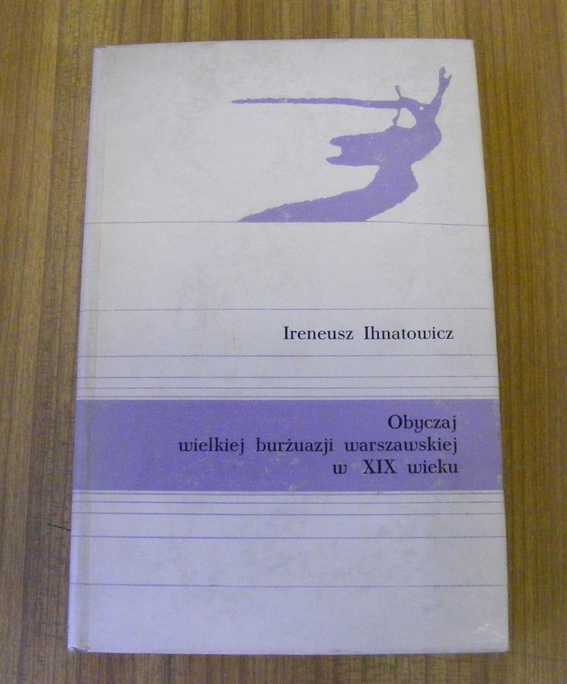 Ireneusz Ihnatowicz
Obyczaj
wielkiej burżuazji warszawskiej
w XIX wieku